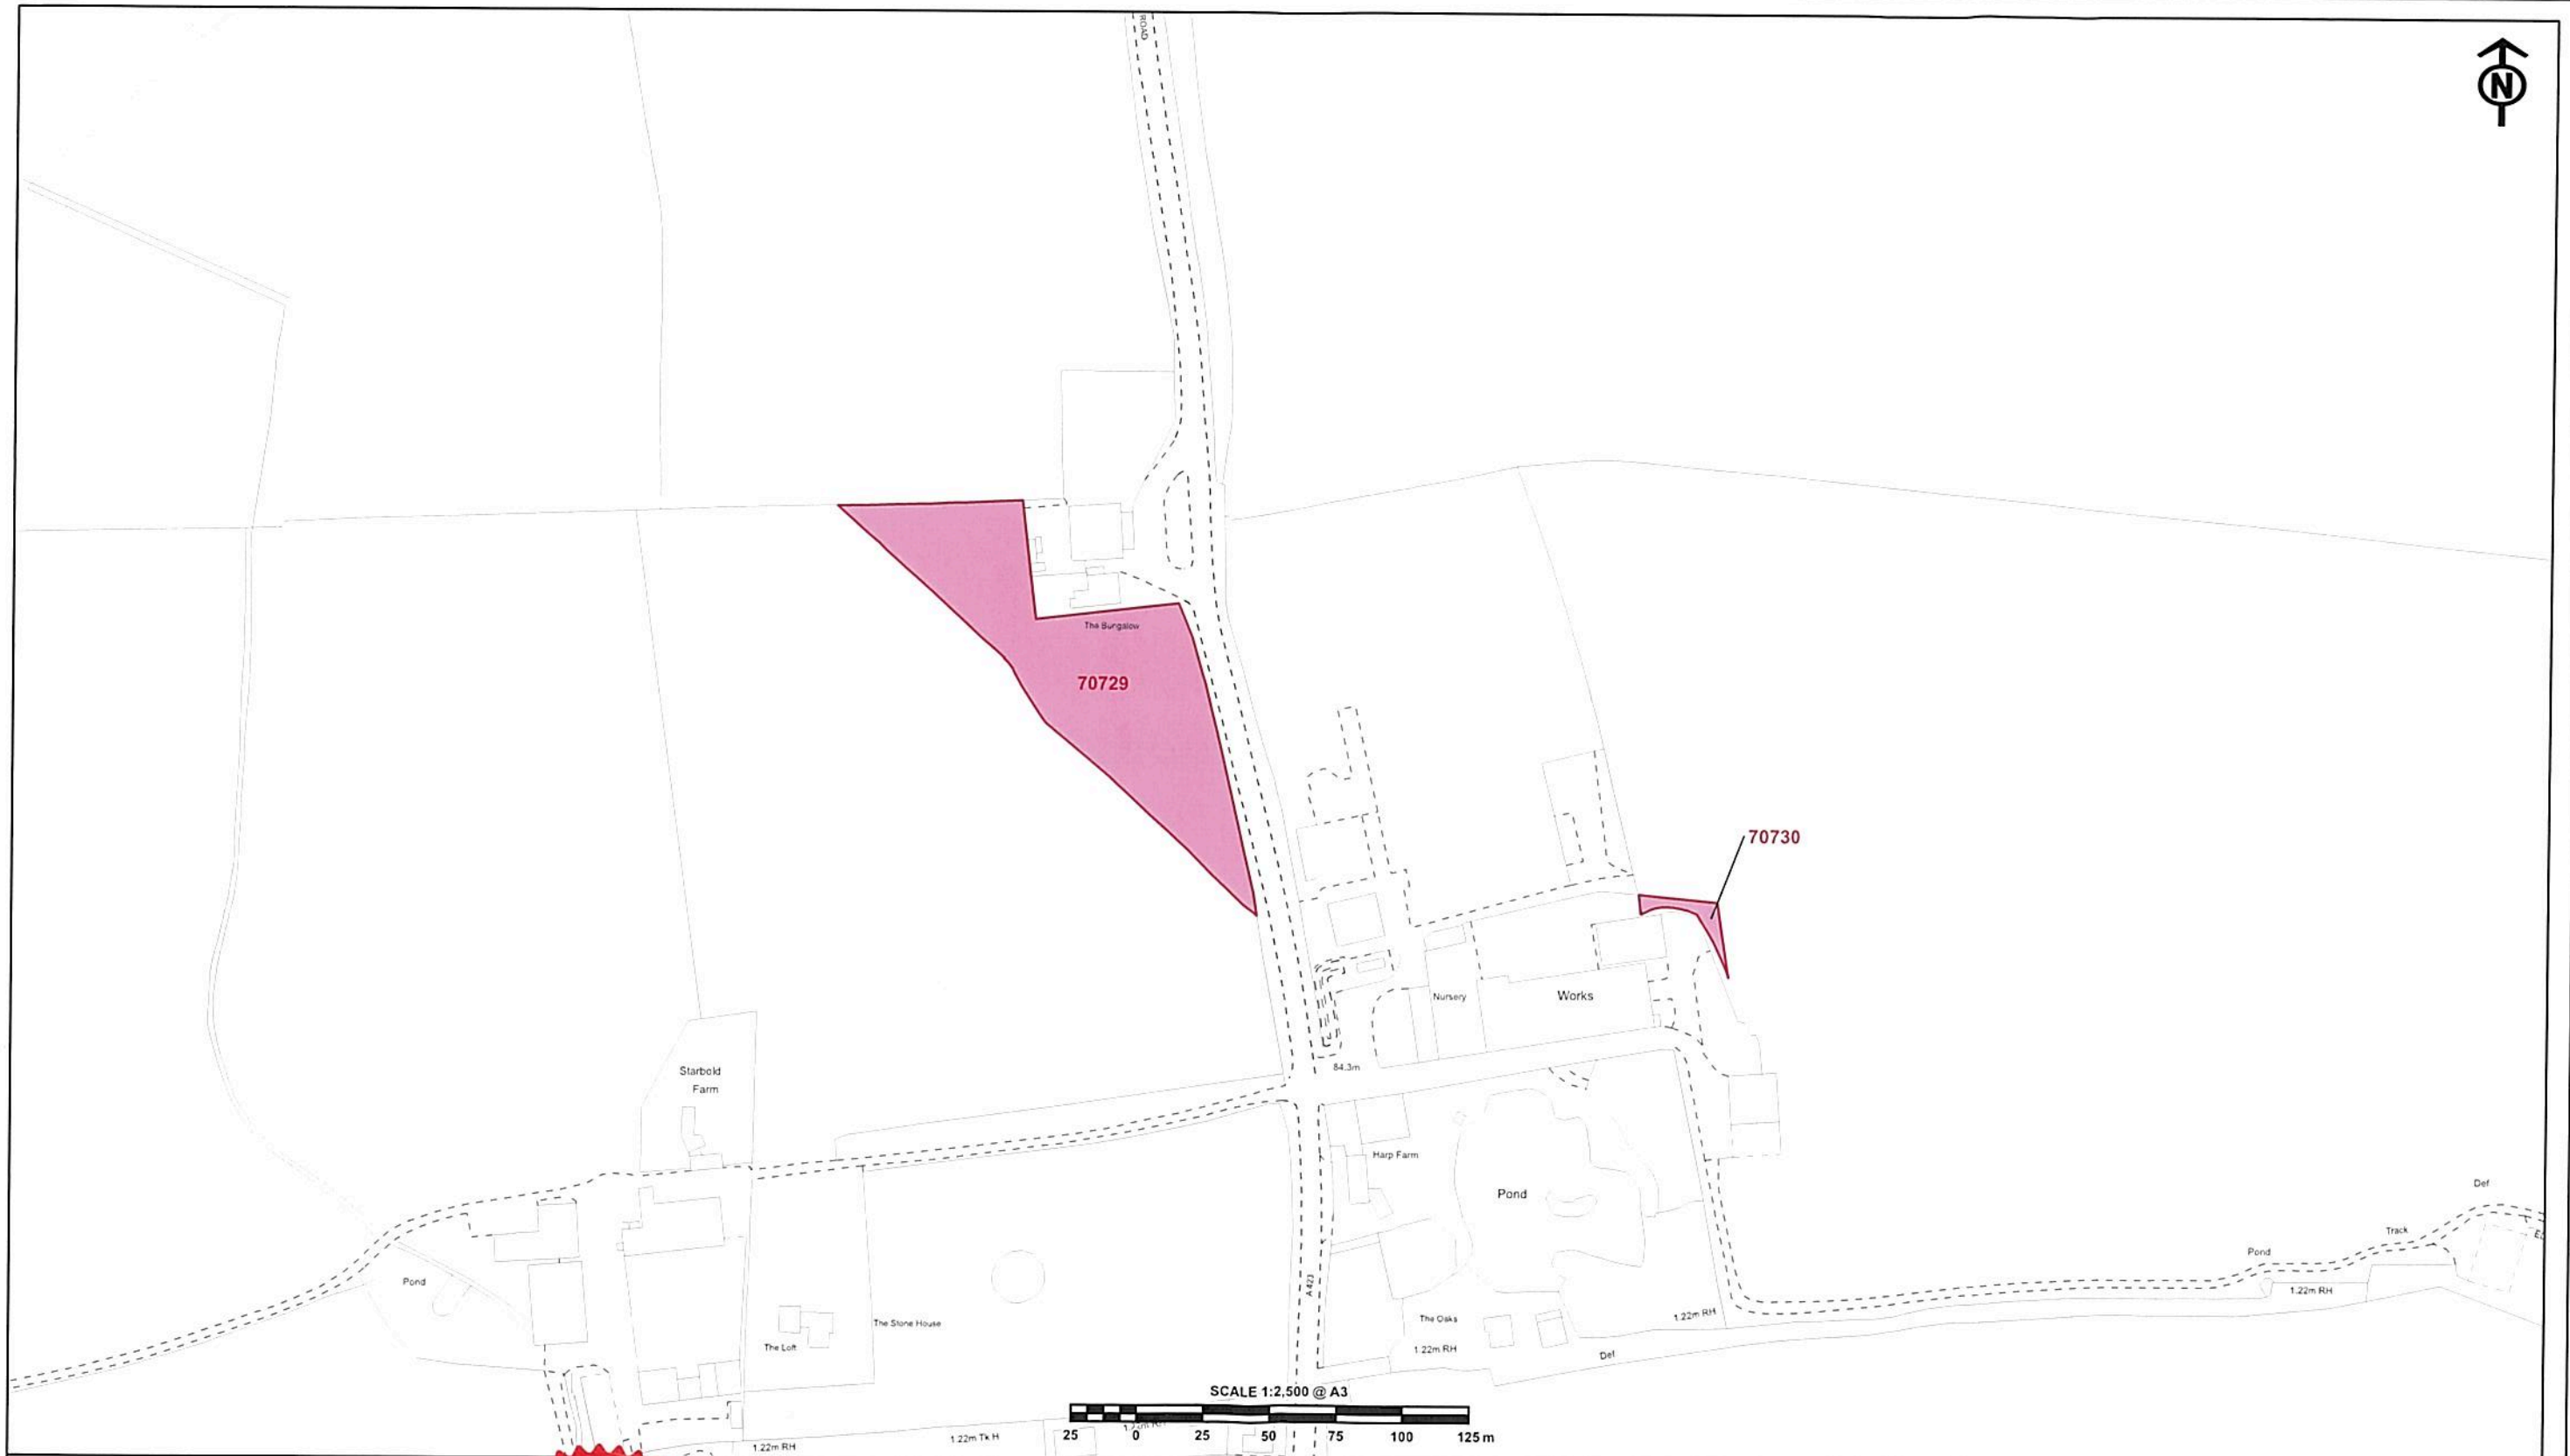 ROAD
N
The Bungalow
70729
70730
Nursery
Works
84.3m
Starbold
Farm
Harp Farm
Pond
Def
Track
Pond
Pond
1.22m RH
A423
The Stone House
The Oaks
1.22m RH
The Loft
1.22m RH
Def
SCALE 1:2,500 @ A3
1.22m Tk H
1.22m RH
25 0 25 50 75 100 125 m